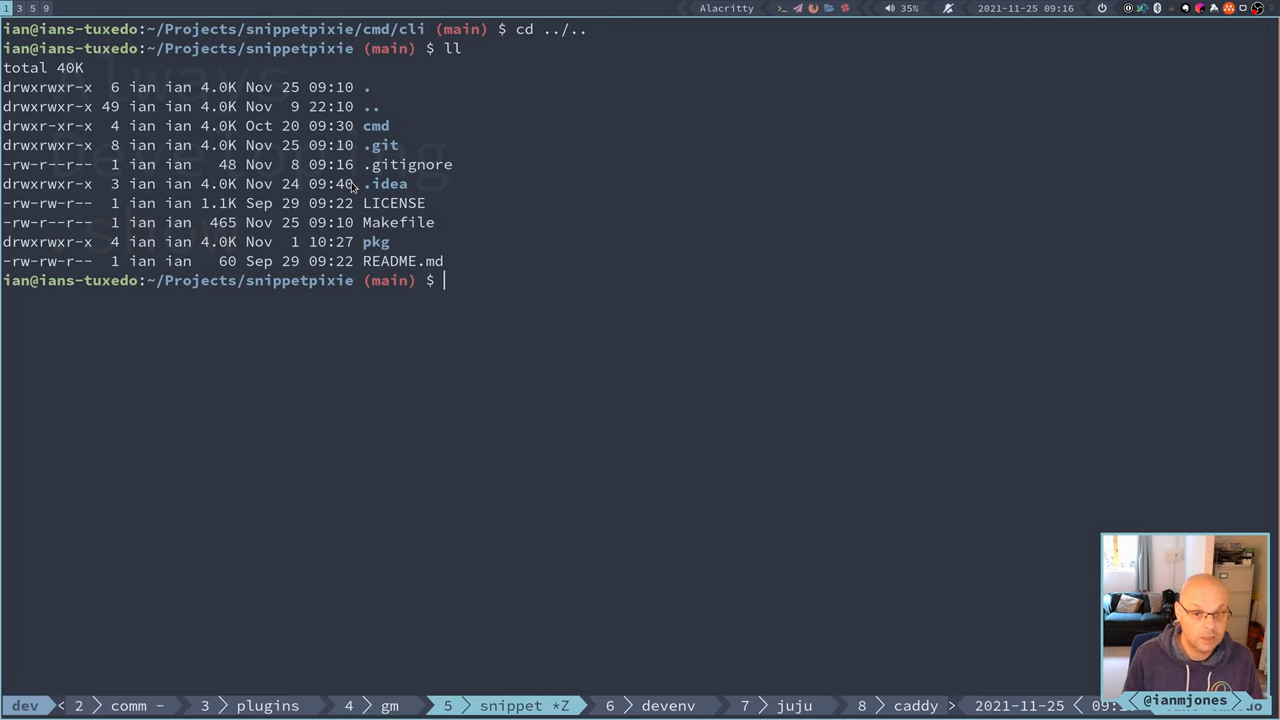 1 3 5 9 Alacritty 35% 2021-11-25 09:16
ian@ians-tuxedo:~/Projects/snippetpixie/cmd/cli (main) $ cd ../..
ian@ians-tuxedo:~/Projects/snippetpixie (main) $ ll
total 40K
drwxrwxr-x 6 ian ian 4.0K Nov 25 09:10 .
drwxrwxr-x 49 ian ian 4.0K Nov 9 22:10 ..
drwxr-xr-x 4 ian ian 4.0K Oct 20 09:30 cmd
drwxrwxr-x 8 ian ian 4.0K Nov 25 09:10 .git
-rw-r--r-- 1 ian ian 48 Nov 8 09:16 .gitignore
drwxrwxr-x 3 ian ian 4.0K Nov 24 09:40 .idea
-rw-rw-r-- 1 ian ian 1.1K Sep 29 09:22 LICENSE
-rw-r--r-- 1 ian ian 465 Nov 25 09:10 Makefile
drwxrwxr-x 4 ian ian 4.0K Nov 1 10:27 pkg
-rw-rw-r-- 1 ian ian 60 Sep 29 09:22 README.md
ian@ians-tuxedo:~/Projects/snippetpixie (main) $
Always
Developing
@ianmjones
dev < 2 comm - 3 plugins 4 gm 5 snippet *Z 6 devenv 7 juju 8 caddy > 2021-11-25